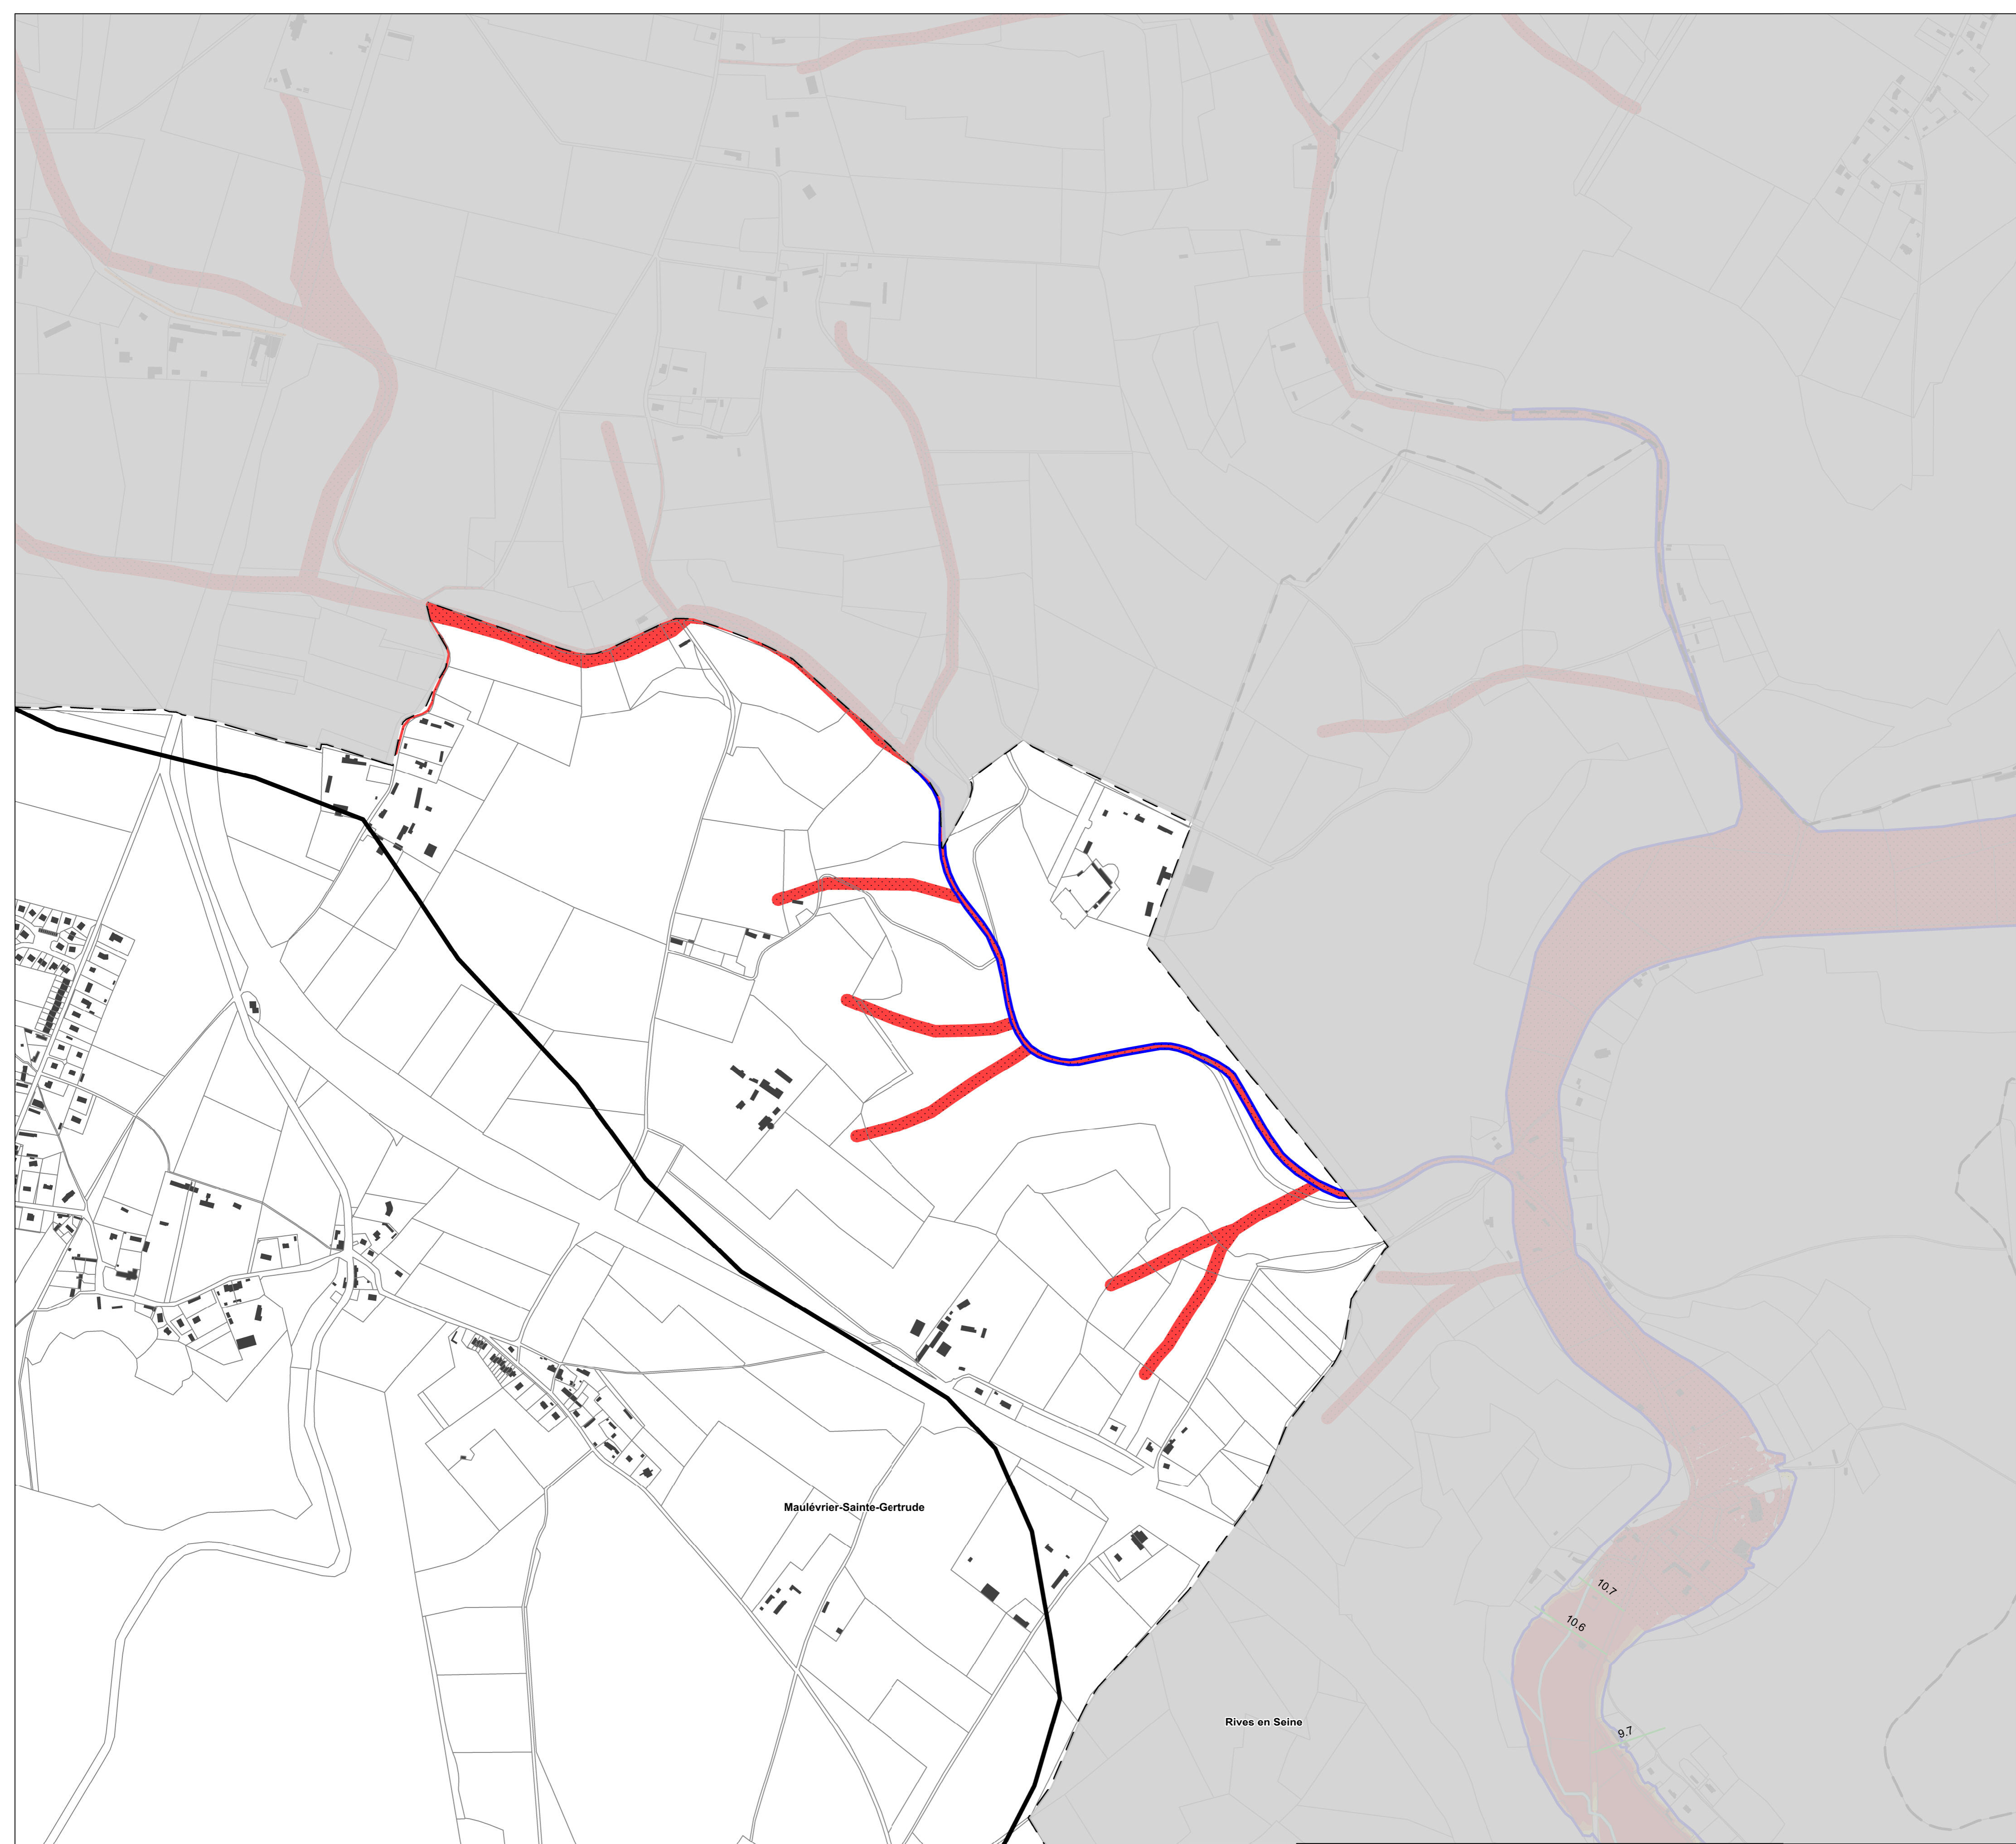 Maulévrier-Sainte-Gertrude
10.7
10.6
Rives en Seine
9.7